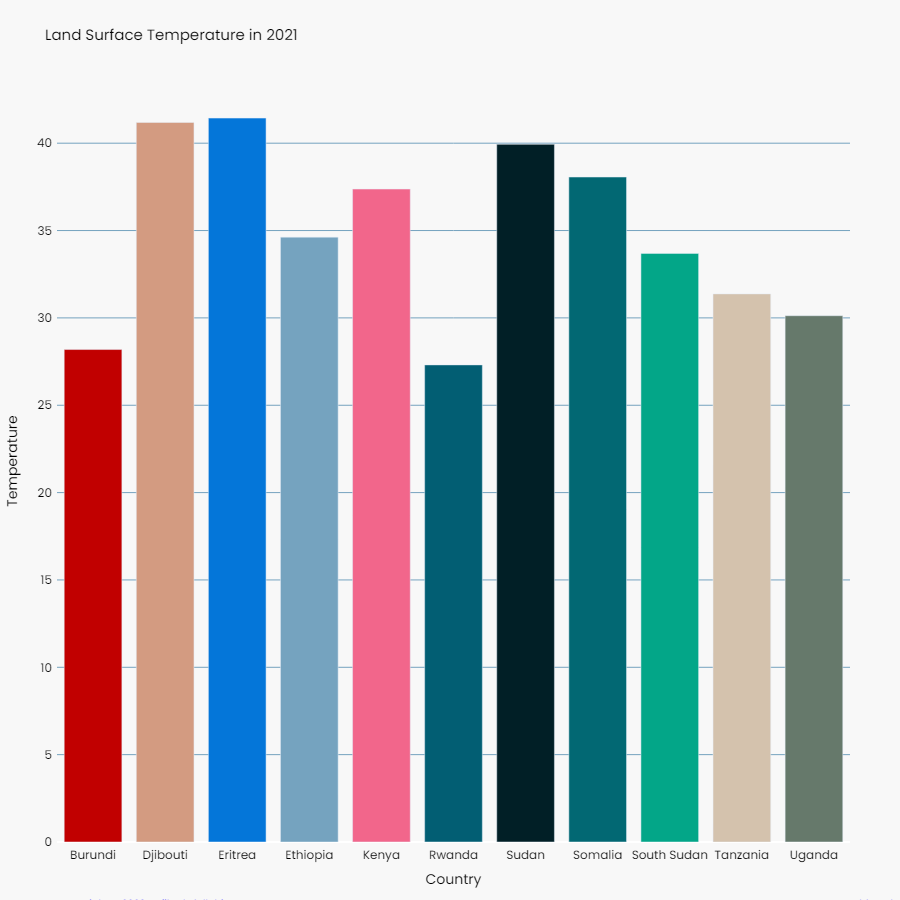 Land Surface Temperature in 2021
Temperature
40
35
30
25
20
15
10
5
0
Burundi Djibouti Eritrea Ethiopia Kenya Rwanda Sudan Somalia South Sudan Tanzania Uganda
Country